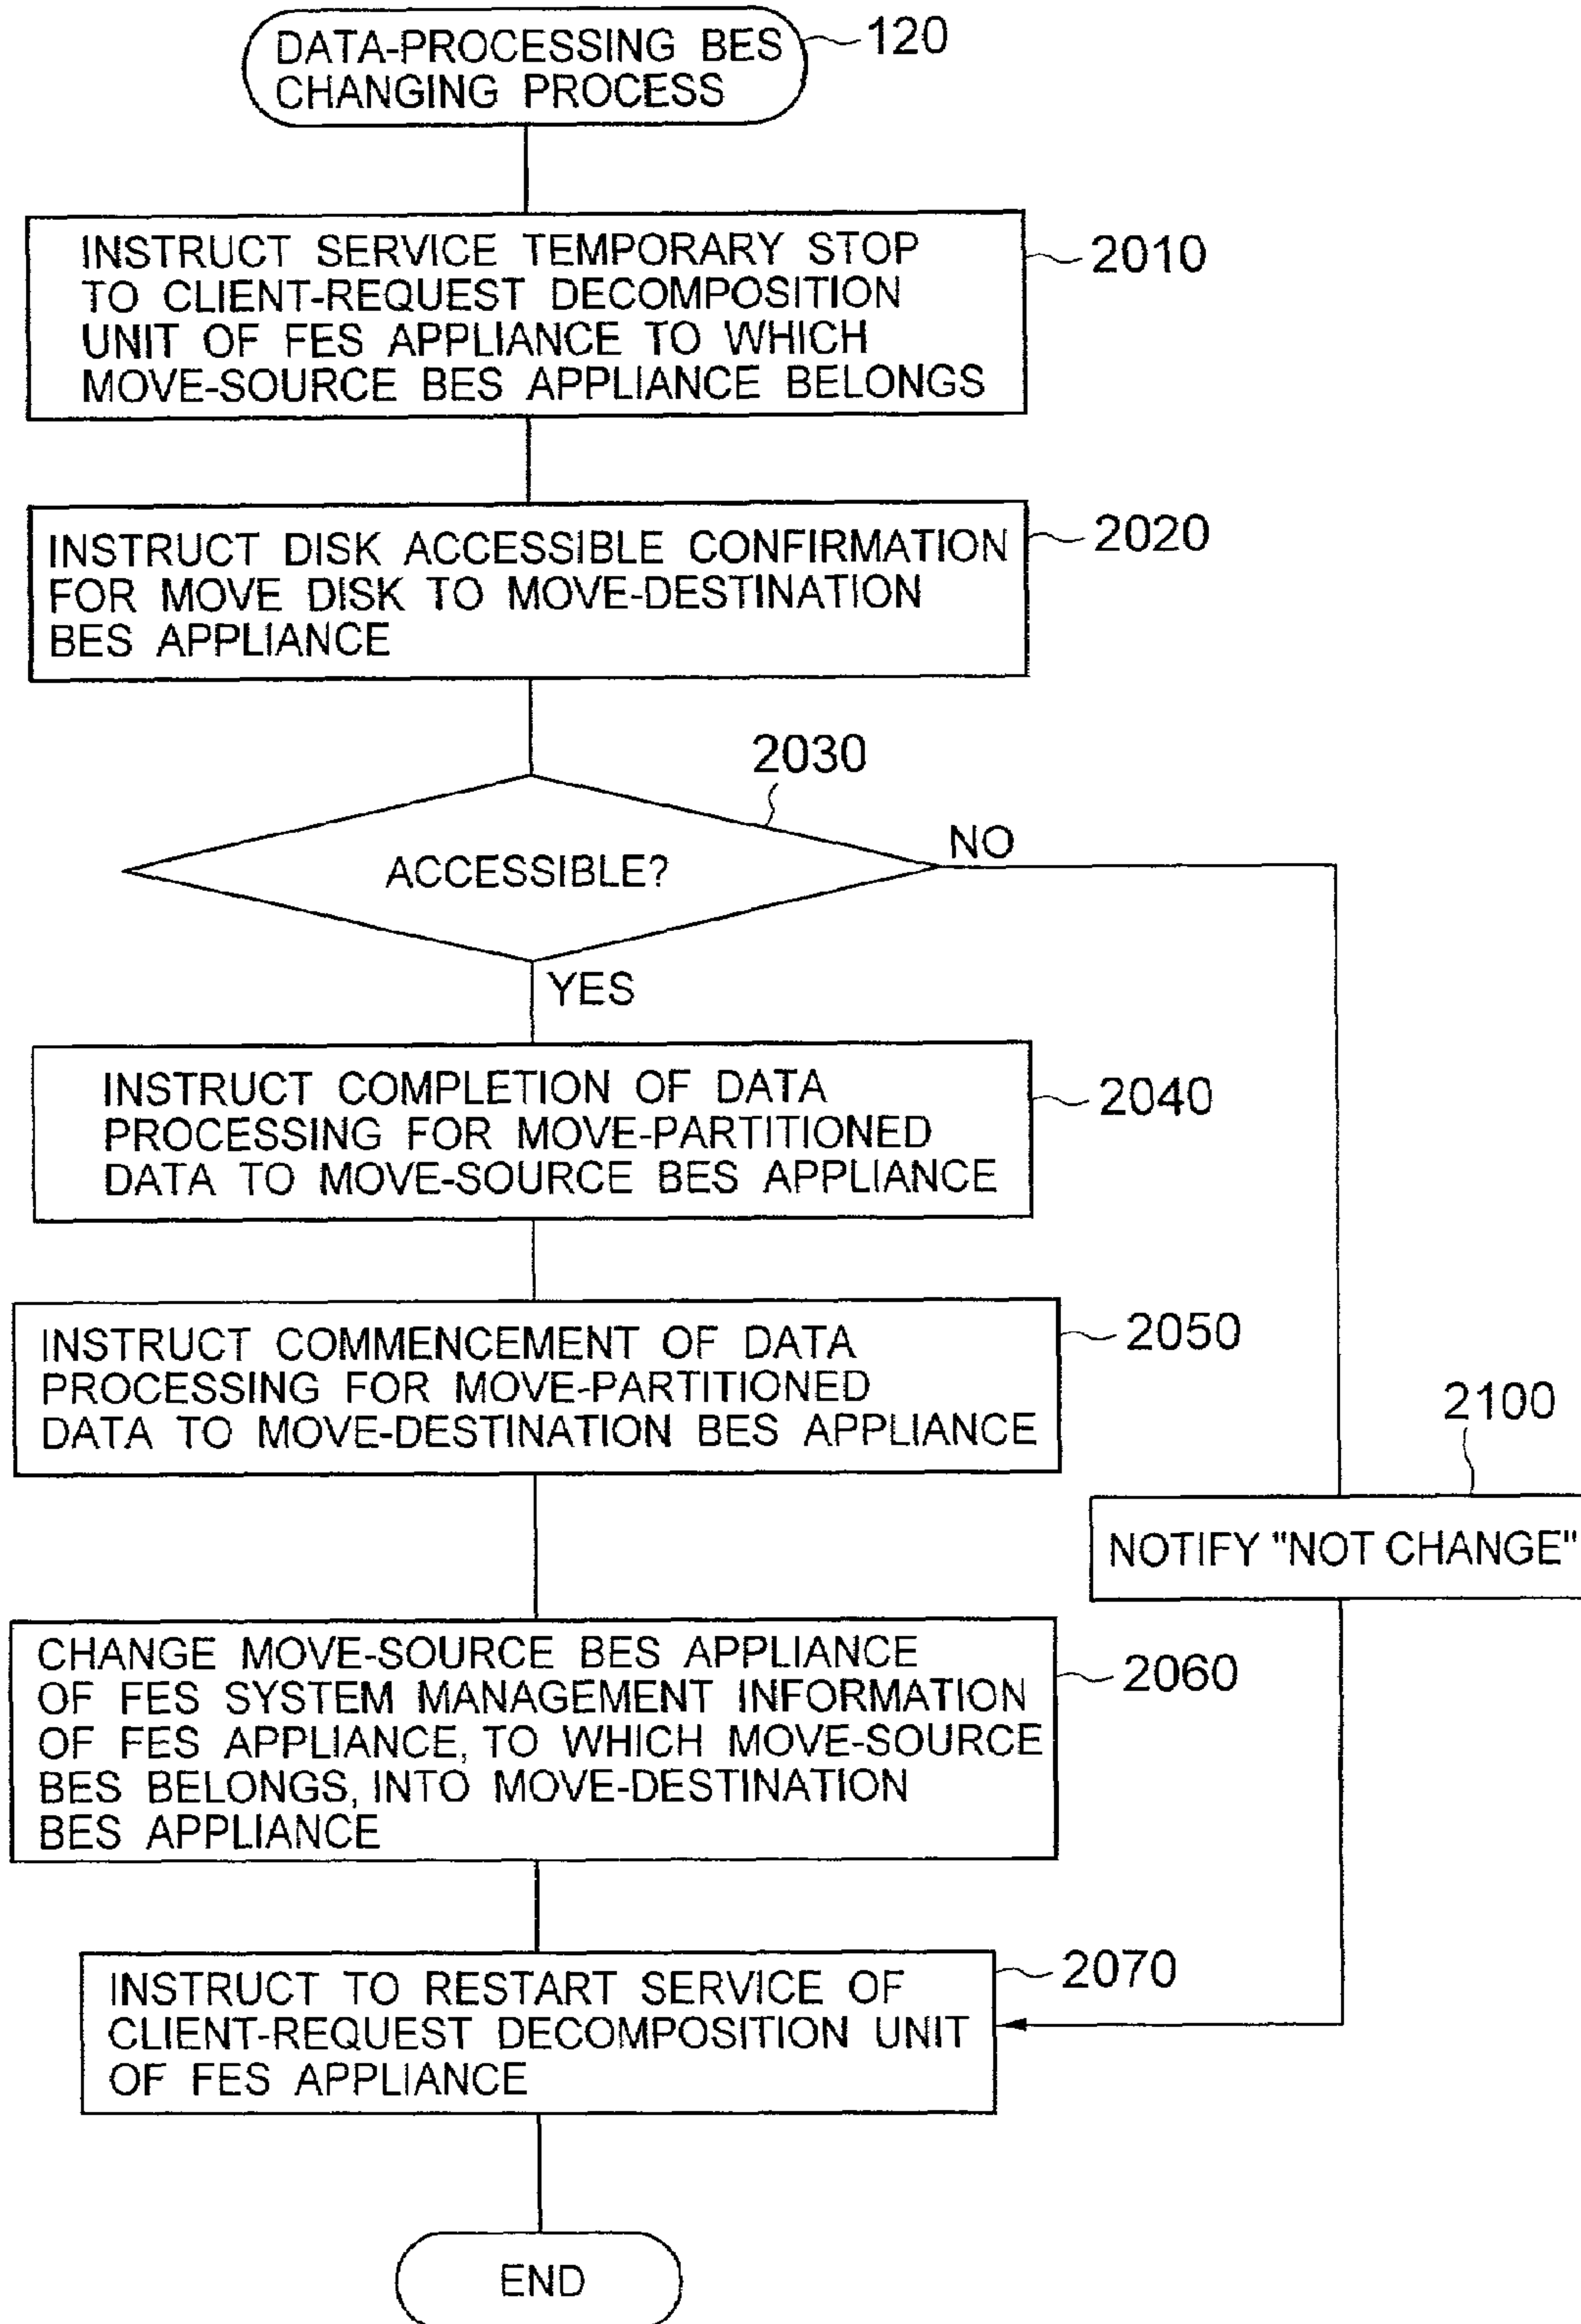 DATA-PROCESSING BES
CHANGING PROCESS
120
INSTRUCT SERVICE TEMPORARY STOP
TO CLIENT-REQUEST DECOMPOSITION
UNIT OF FES APPLIANCE TO WHICH
MOVE-SOURCE BES APPLIANCE BELONGS
2010
INSTRUCT DISK ACCESSIBLE CONFIRMATION
FOR MOVE DISK TO MOVE-DESTINATION
BES APPLIANCE
2020
2030
ACCESSIBLE?
NO
YES
INSTRUCT COMPLETION OF DATA
PROCESSING FOR MOVE-PARTITIONED
DATA TO MOVE-SOURCE BES APPLIANCE
2040
INSTRUCT COMMENCEMENT OF DATA
PROCESSING FOR MOVE-PARTITIONED
DATA TO MOVE-DESTINATION BES APPLIANCE
2050
2100
NOTIFY "NOT CHANGE"
CHANGE MOVE-SOURCE BES APPLIANCE
OF FES SYSTEM MANAGEMENT INFORMATION
OF FES APPLIANCE, TO WHICH MOVE-SOURCE
BES BELONGS, INTO MOVE-DESTINATION
BES APPLIANCE
2060
INSTRUCT TO RESTART SERVICE OF
CLIENT-REQUEST DECOMPOSITION UNIT
OF FES APPLIANCE
2070
END